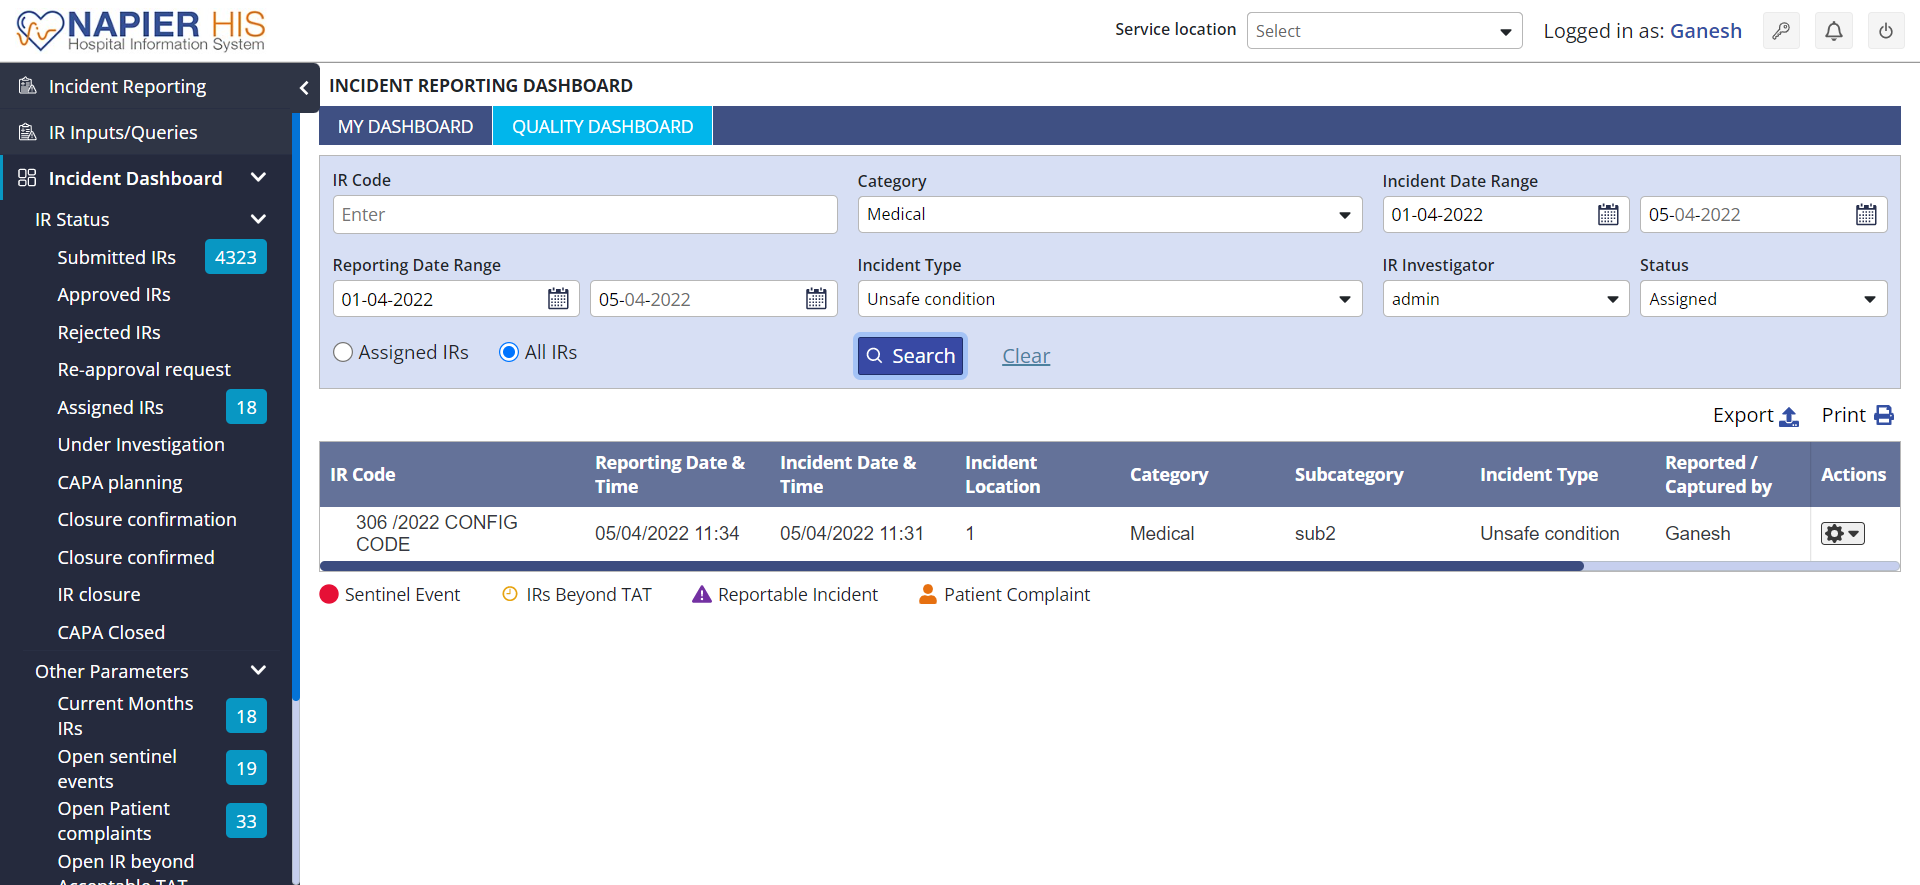 NAPIER HIS
Hospital Information System
Service location
Select
Logged in as: Ganesh
Incident Reporting
IR Inputs/Queries
Incident Dashboard
IR Status
Submitted IRs 4323
Approved IRs
Rejected IRs
Re-approval request
Assigned IRs 18
Under Investigation
CAPA planning
Closure confirmation
Closure confirmed
IR closure
CAPA Closed
Other Parameters
Current Months
IRs
18
Open sentinel
events
19
Open Patient
complaints
33
Open IR beyond
Acceptable TAT
INCIDENT REPORTING DASHBOARD
MY DASHBOARD
QUALITY DASHBOARD
IR Code
Enter
Category
Medical
Incident Date Range
01-04-2022
05-04-2022
Reporting Date Range
01-04-2022
05-04-2022
Incident Type
Unsafe condition
IR Investigator
admin
Status
Assigned
Assigned IRs
All IRs
Search
Clear
Export
Print
IR Code
Reporting Date &
Time
Incident Date &
Time
Incident
Location
Category
Subcategory
Incident Type
Reported /
Captured by
Actions
306 /2022 CONFIG
CODE
05/04/2022 11:34
05/04/2022 11:31
1
Medical
sub2
Unsafe condition
Ganesh
Sentinel Event
IRs Beyond TAT
Reportable Incident
Patient Complaint